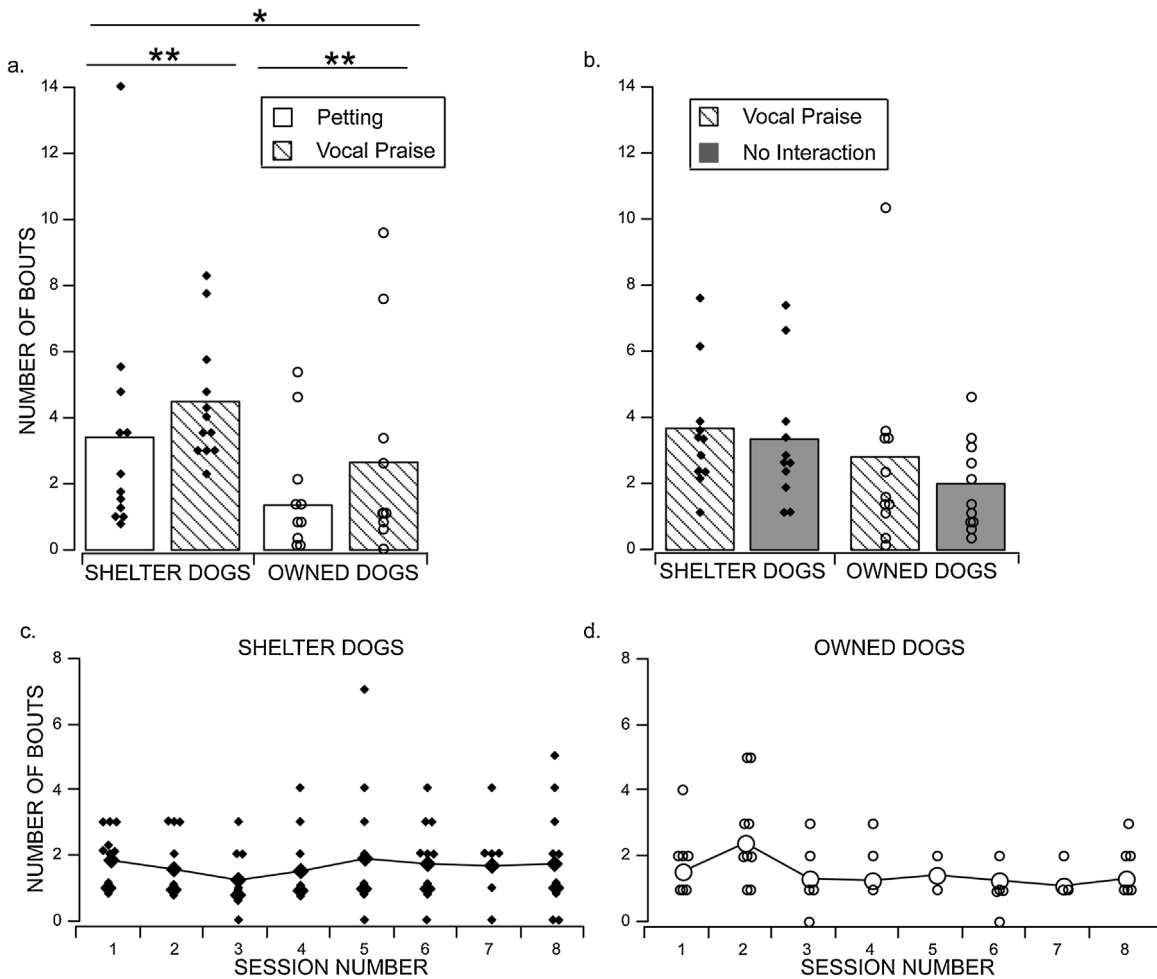 *
** **
a. b.
14 14
Petting Vocal Praise
Vocal Praise No Interaction
12 12
10 10
8 8
6 6
4 4
2 2
0 0
NUMBER OF BOUTS
SHELTER DOGS OWNED DOGS SHELTER DOGS OWNED DOGS
c. SHELTER DOGS d. OWNED DOGS
8 8
6 6
4 4
2 2
0 0
NUMBER OF BOUTS
1 2 3 4 5 6 7 8 1 2 3 4 5 6 7 8
SESSION NUMBER SESSION NUMBER